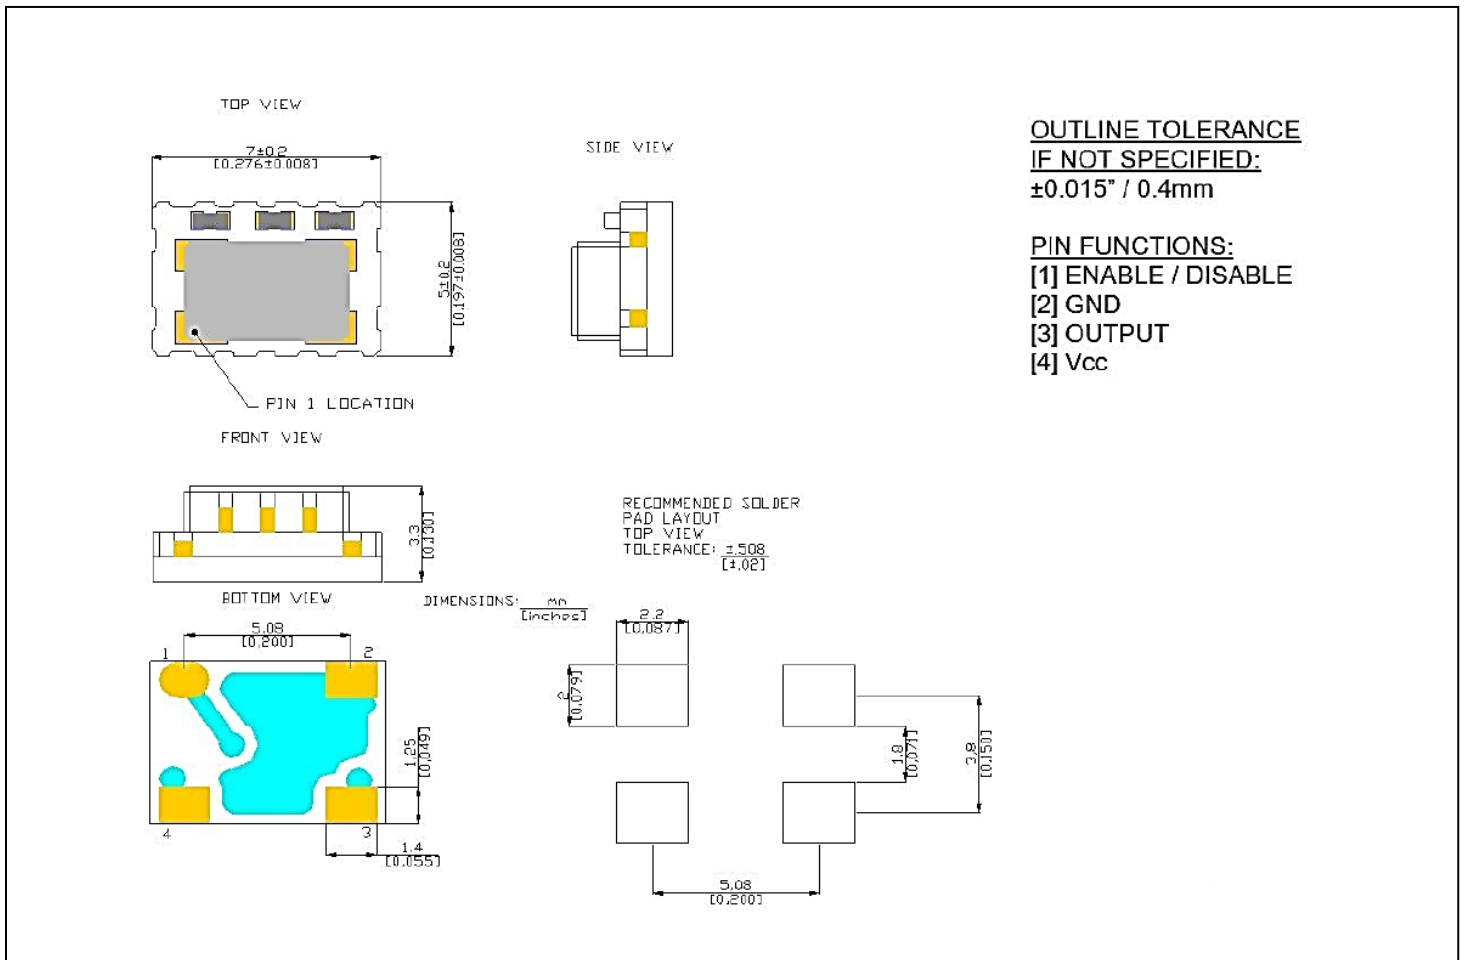 TOP VIEW
7±0.2
[0.276±0.008]
5±0.2
[0.197±0.008]
PIN 1 LOCATION
SIDE VIEW
OUTLINE TOLERANCE
IF NOT SPECIFIED:
±0.015” / 0.4mm
PIN FUNCTIONS:
[1] ENABLE / DISABLE
[2] GND
[3] OUTPUT
[4] Vcc
FRONT VIEW
3.3
[0.130]
BOTTOM VIEW
5.08
[0.200]
1
2
1.25
[0.049]
4
3
1.4
[0.055]
DIMENSIONS: mm
[inches]
RECOMMENDED SOLDER
PAD LAYOUT
TOP VIEW
TOLERANCE: ±.508
[±.02]
2.2
[0.087]
2
[0.079]
1.8
[0.071]
3.8
[0.150]
5.08
[0.200]